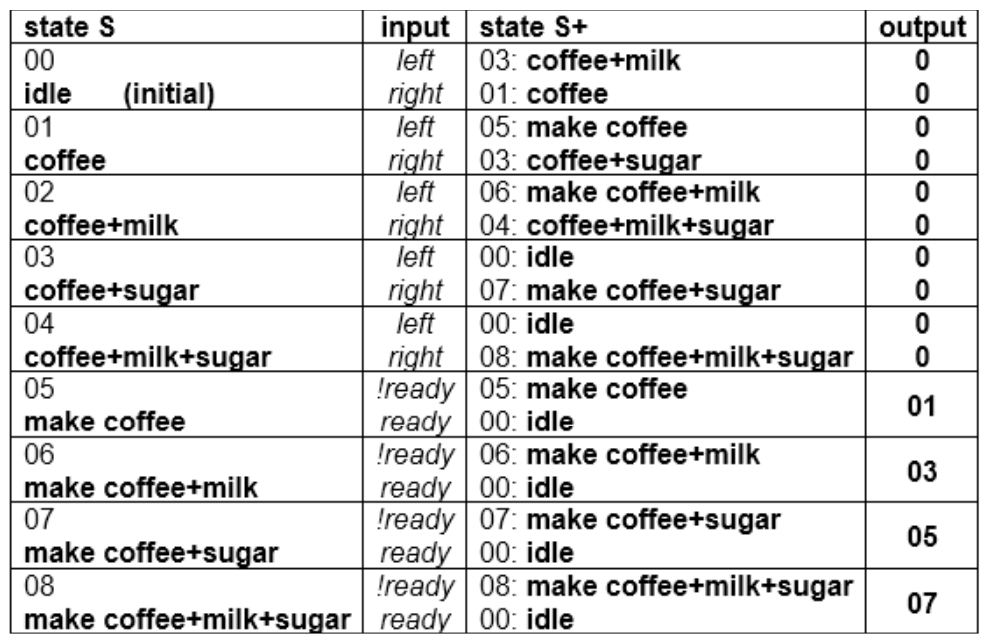 state S input state S+ output
00 left 03: coffee+milk 0
idle (initial) right 01: coffee 0
01 left 05: make coffee 0
coffee right 03: coffee+sugar 0
02 left 06: make coffee+milk 0
coffee+milk right 04: coffee+milk+sugar 0
03 left 00: idle 0
coffee+sugar right 07: make coffee+sugar 0
04 left 00: idle 0
coffee+milk+sugar right 08: make coffee+milk+sugar 0
05 !ready 05: make coffee 01
make coffee ready 00: idle
06 !ready 06: make coffee+milk 03
make coffee+milk ready 00: idle
07 !ready 07: make coffee+sugar 05
make coffee+sugar ready 00: idle
08 !ready 08: make coffee+milk+sugar 07
make coffee+milk+sugar ready 00: idle